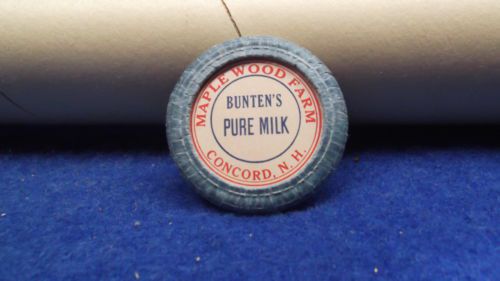 MAPLE WOOD FARM
BUNTEN'S
PURE MILK
CONCORD, N. H.